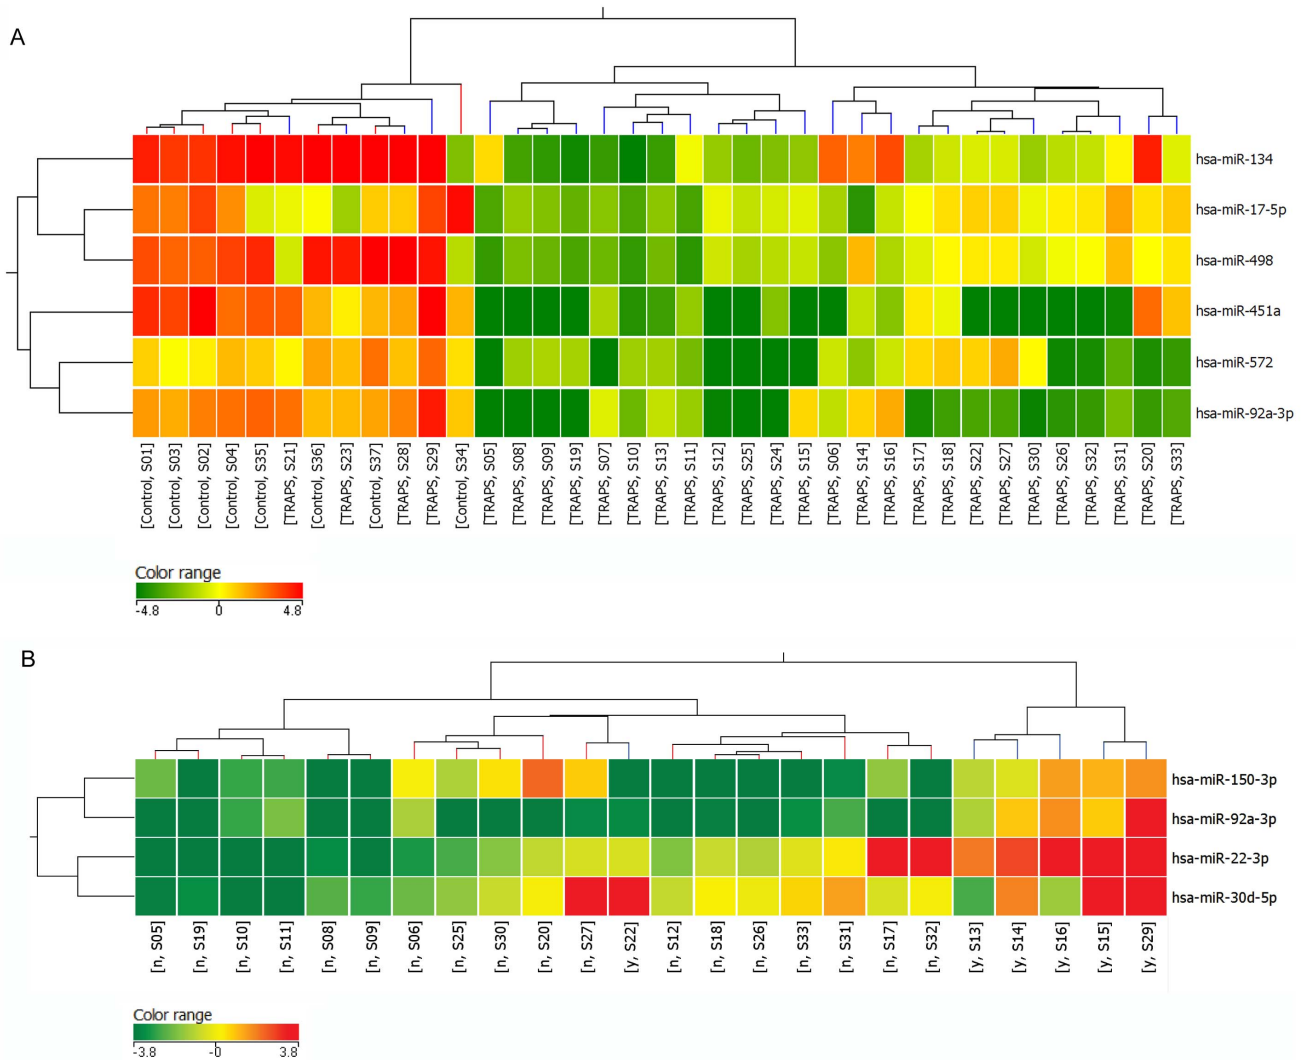 A
hsa-miR-134
hsa-miR-17-5p
hsa-miR-498
hsa-miR-451a
hsa-miR-572
hsa-miR-92a-3p
[Control, S01]
[Control, S03]
[Control, S02]
[Control, S04]
[Control, S35]
[TRAPS, S21]
[Control, S36]
[TRAPS, S23]
[Control, S37]
[TRAPS, S28]
[TRAPS, S29]
[Control, S34]
[TRAPS, S05]
[TRAPS, S08]
[TRAPS, S09]
[TRAPS, S19]
[TRAPS, S07]
[TRAPS, S10]
[TRAPS, S13]
[TRAPS, S11]
[TRAPS, S12]
[TRAPS, S25]
[TRAPS, S24]
[TRAPS, S15]
[TRAPS, S06]
[TRAPS, S14]
[TRAPS, S16]
[TRAPS, S17]
[TRAPS, S18]
[TRAPS, S22]
[TRAPS, S27]
[TRAPS, S30]
[TRAPS, S26]
[TRAPS, S32]
[TRAPS, S31]
[TRAPS, S20]
[TRAPS, S33]
Color range
-4.8 0 4.8
B
hsa-miR-150-3p
hsa-miR-92a-3p
hsa-miR-22-3p
hsa-miR-30d-5p
[n, S05]
[n, S19]
[n, S10]
[n, S11]
[n, S08]
[n, S09]
[n, S06]
[n, S25]
[n, S30]
[n, S20]
[n, S27]
[y, S22]
[n, S12]
[n, S18]
[n, S26]
[n, S33]
[n, S31]
[n, S17]
[n, S32]
[y, S13]
[y, S14]
[y, S16]
[y, S15]
[y, S29]
Color range
-3.8 -0 3.8